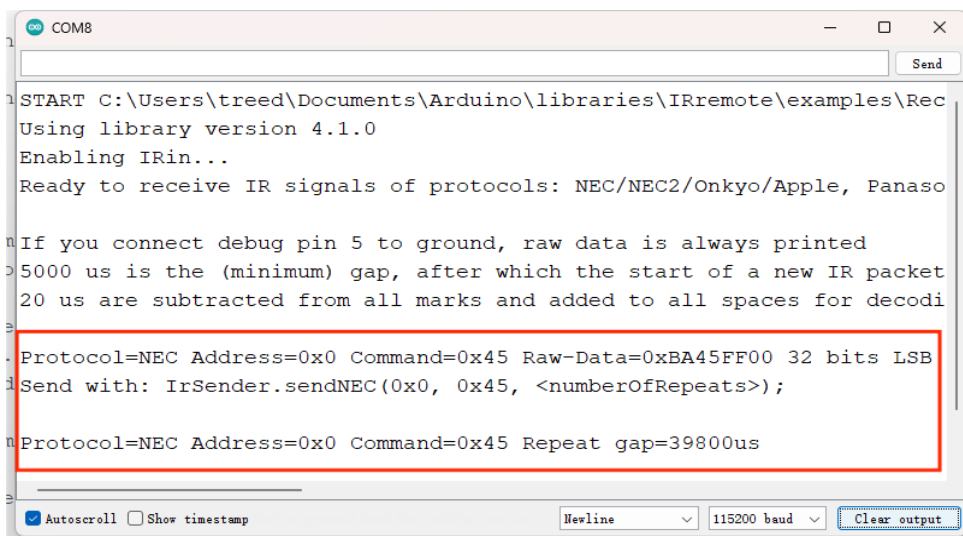 COM8
Send
START C:\Users\treed\Documents\Arduino\libraries\IRremote\examples\Rec
Using library version 4.1.0
Enabling IRin...
Ready to receive IR signals of protocols: NEC/NEC2/Onkyo/Apple, Panaso
If you connect debug pin 5 to ground, raw data is always printed
5000 us is the (minimum) gap, after which the start of a new IR packet
20 us are subtracted from all marks and added to all spaces for decodi
Protocol=NEC Address=0x0 Command=0x45 Raw-Data=0xBA45FF00 32 bits LSB
Send with: IrSender.sendNEC(0x0, 0x45, <numberOfRepeats>);
Protocol=NEC Address=0x0 Command=0x45 Repeat gap=39800us
Autoscroll Show timestamp Newline 115200 baud Clear output